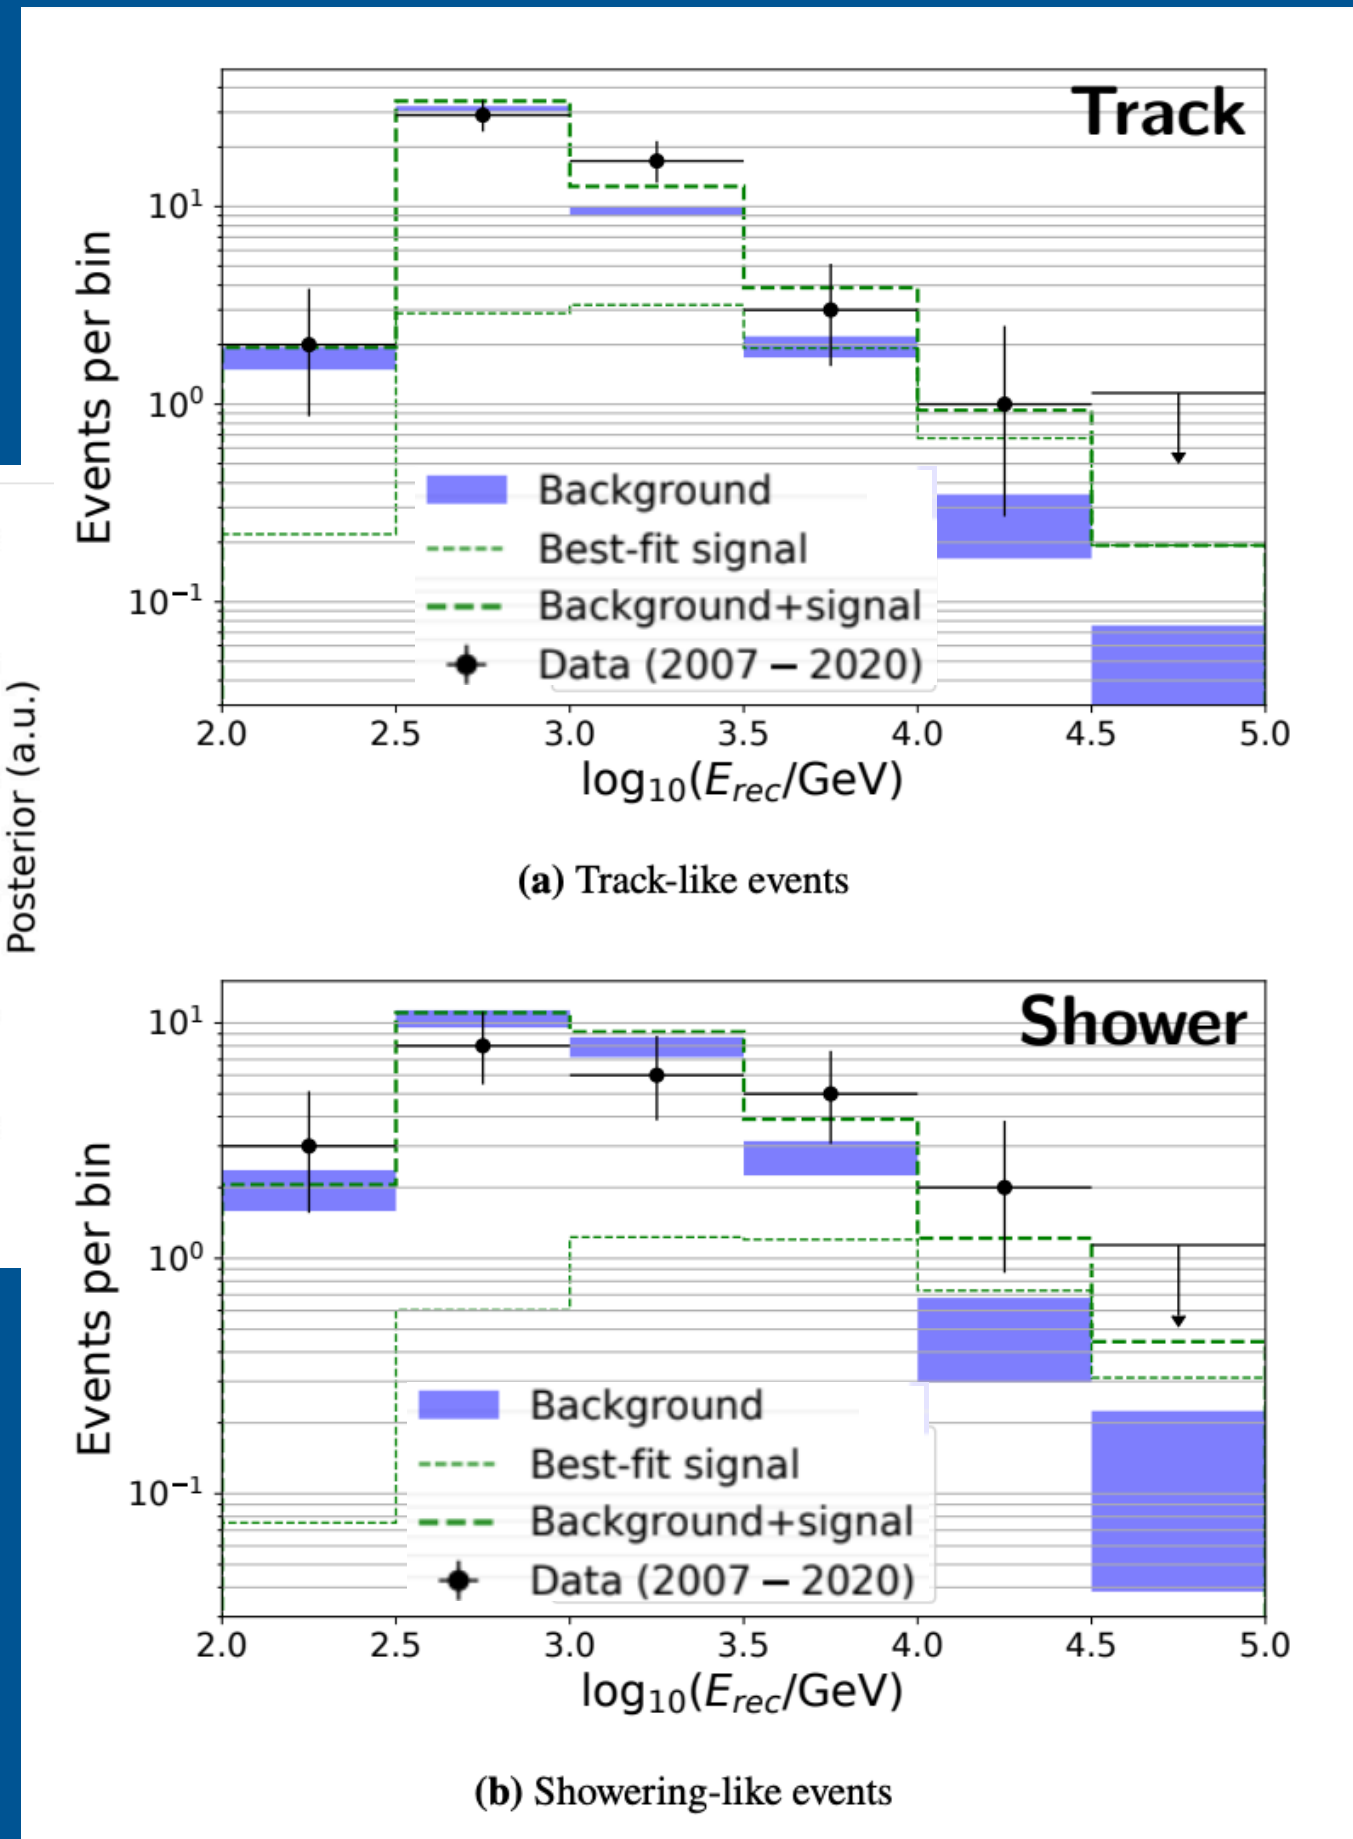 Posterior (a.u.)
Track
Events per bin
10¹
10⁰
10⁻¹
Background
Best-fit signal
Background+signal
Data (2007 – 2020)
2.0 2.5 3.0 3.5 4.0 4.5 5.0
log₁₀(E_rec/GeV)
(a) Track-like events
Shower
Events per bin
10¹
10⁰
10⁻¹
Background
Best-fit signal
Background+signal
Data (2007 – 2020)
2.0 2.5 3.0 3.5 4.0 4.5 5.0
log₁₀(E_rec/GeV)
(b) Showering-like events